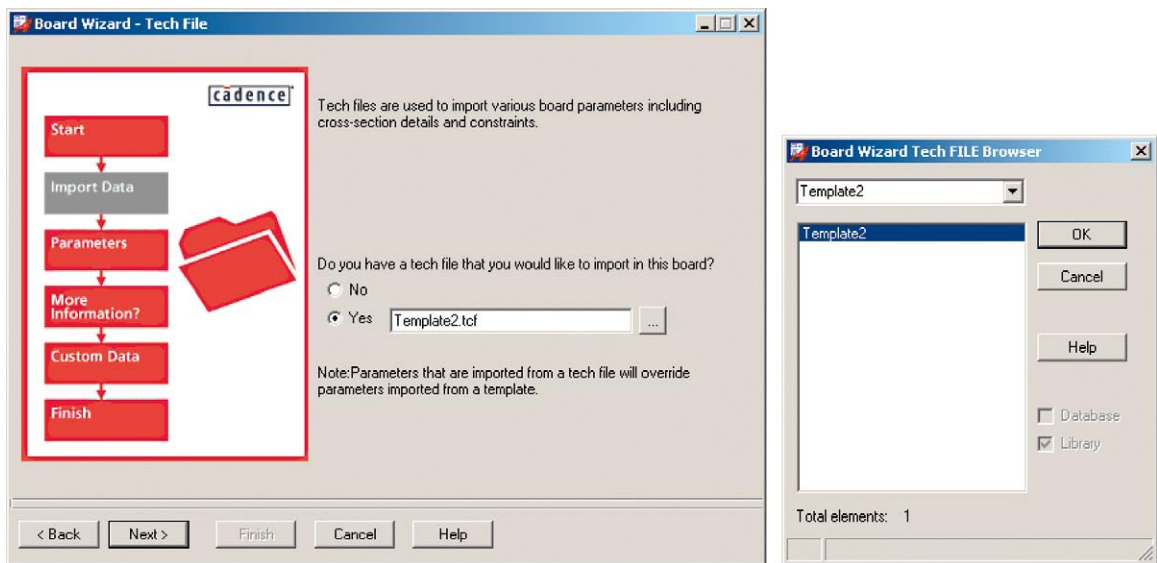 Board Wizard - Tech File
cādence
Start
Import Data
Parameters
More
Information?
Custom Data
Finish
Tech files are used to import various board parameters including
cross-section details and constraints.
Do you have a tech file that you would like to import in this board?
No
Yes Template2.tcf ...
Note:Parameters that are imported from a tech file will override
parameters imported from a template.
< Back Next > Finish Cancel Help
Board Wizard Tech FILE Browser
Template2
Template2
OK
Cancel
Help
Database
Library
Total elements: 1